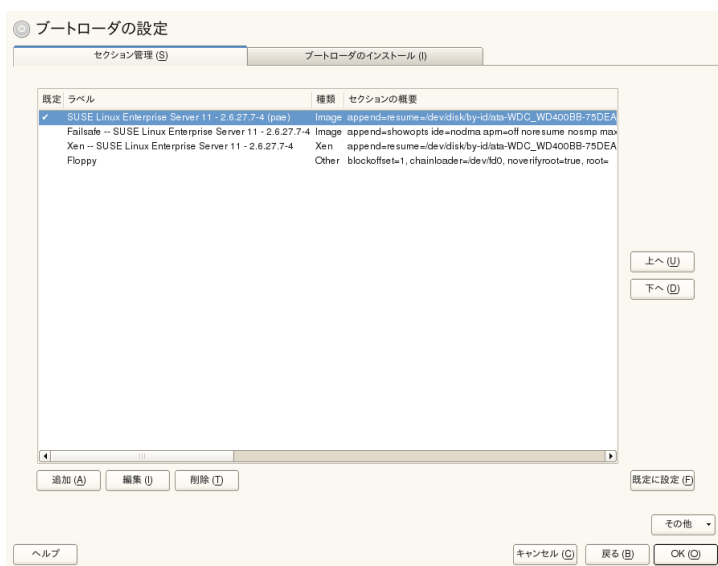 ブートローダの設定
セクション管理 (S) ブートローダのインストール (I)
既定 ラベル 種類 セクションの概要
✔ SUSE Linux Enterprise Server 11 - 2.6.27.7-4 (pae) Image append=resume=/dev/disk/by-id/ata-WDC_WD400BB-75DEA
Failsafe -- SUSE Linux Enterprise Server 11 - 2.6.27.7-4 Image append=showopts ide=nodma apm=off noresume nosmp max
Xen -- SUSE Linux Enterprise Server 11 - 2.6.27.7-4 Xen append=resume=/dev/disk/by-id/ata-WDC_WD400BB-75DEA
Floppy Other blockoffset=1, chainloader=/dev/fd0, noverifyroot=true, root=
上へ (U)
下へ (D)
追加 (A) 編集 (I) 削除 (T) 既定に設定 (F)
その他
ヘルプ キャンセル (C) 戻る (B) OK (O)